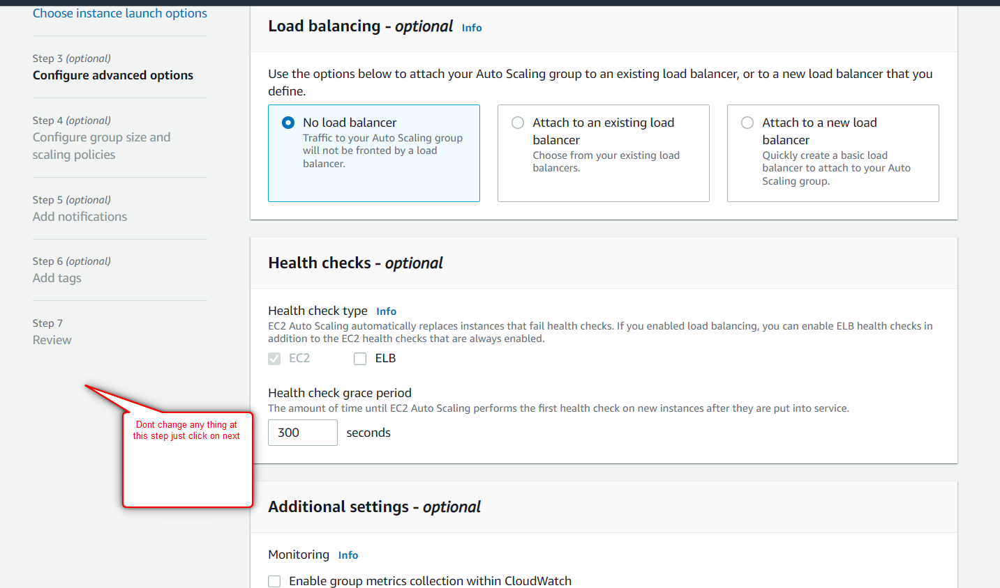 Choose instance launch options
Step 3 (optional)
Configure advanced options
Step 4 (optional)
Configure group size and
scaling policies
Step 5 (optional)
Add notifications
Step 6 (optional)
Add tags
Step 7
Review
Dont change any thing at
this step just click on next
Load balancing - optional Info
Use the options below to attach your Auto Scaling group to an existing load balancer, or to a new load balancer that you
define.
No load balancer
Traffic to your Auto Scaling group
will not be fronted by a load
balancer.
Attach to an existing load
balancer
Choose from your existing load
balancers.
Attach to a new load
balancer
Quickly create a basic load
balancer to attach to your Auto
Scaling group.
Health checks - optional
Health check type Info
EC2 Auto Scaling automatically replaces instances that fail health checks. If you enabled load balancing, you can enable ELB health checks in
addition to the EC2 health checks that are always enabled.
EC2 ELB
Health check grace period
The amount of time until EC2 Auto Scaling performs the first health check on new instances after they are put into service.
300 seconds
Additional settings - optional
Monitoring Info
Enable group metrics collection within CloudWatch